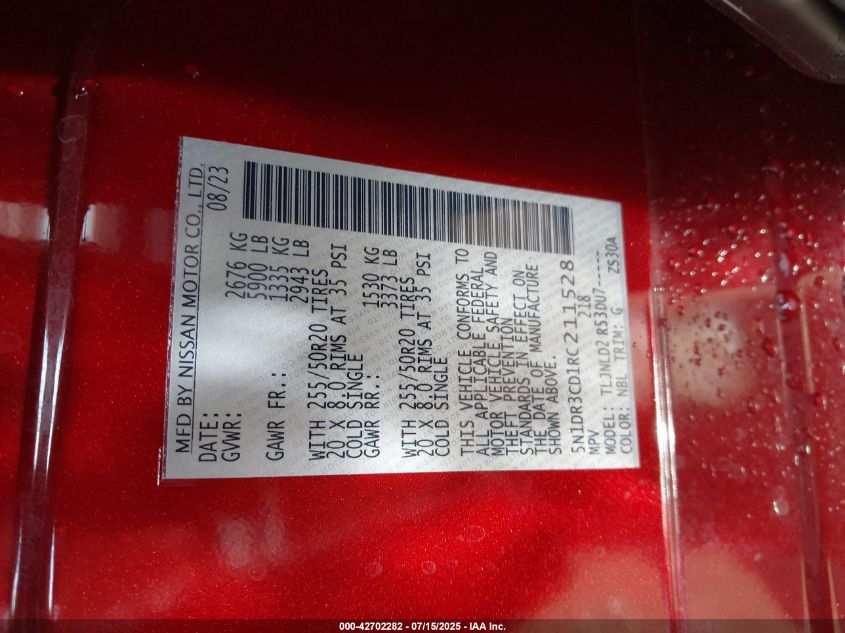 MFD BY NISSAN MOTOR CO., LTD.
DATE: 08/23
GVWR: 2676 KG
5900 LB
GAWR FR.: 1335 KG
2943 LB
WITH 255/50R20 TIRES
20 X 8.0 RIMS AT 35 PSI
COLD SINGLE
GAWR RR.: 1530 KG
3373 LB
WITH 255/50R20 TIRES
20 X 8.0 RIMS AT 35 PSI
COLD SINGLE
THIS VEHICLE CONFORMS TO
ALL APPLICABLE FEDERAL
MOTOR VEHICLE SAFETY AND
THEFT PREVENTION
STANDARDS IN EFFECT ON
THE DATE OF MANUFACTURE
SHOWN ABOVE.
5N1DR3CD1RC211528
MPV 218
MODEL: TLJNLD2 R53DU7-----
COLOR: NBL TRIM: G ZS30A
000-42702282 - 07/15/2025 - IAA Inc.